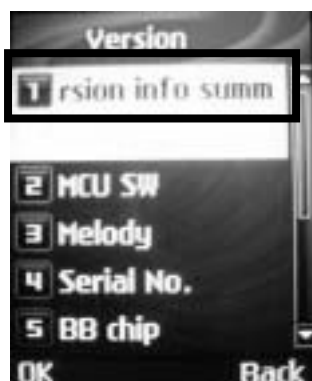 Version
1 rsion info summ
2 MCU SW
3 Melody
4 Serial No.
5 BB chip
OK Back